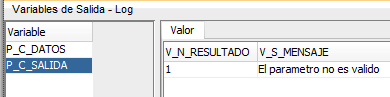 Variables de Salida - Log
Variable
P_C_DATOS
P_C_SALIDA
Valor
V_N_RESULTADO V_S_MENSAJE
1 El parametro no es valido